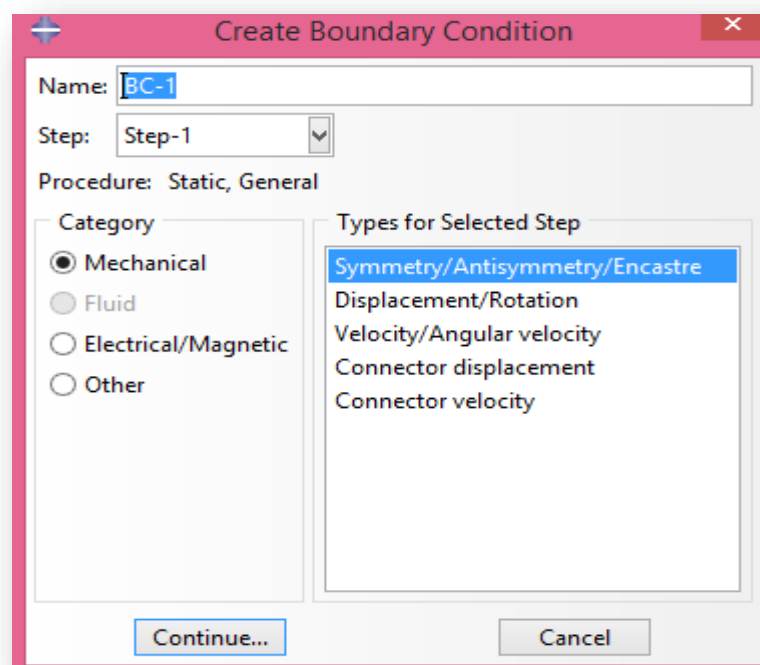 Create Boundary Condition
Name: BC-1
Step: Step-1
Procedure: Static, General
Category
Mechanical
Fluid
Electrical/Magnetic
Other
Types for Selected Step
Symmetry/Antisymmetry/Encastre
Displacement/Rotation
Velocity/Angular velocity
Connector displacement
Connector velocity
Continue... Cancel